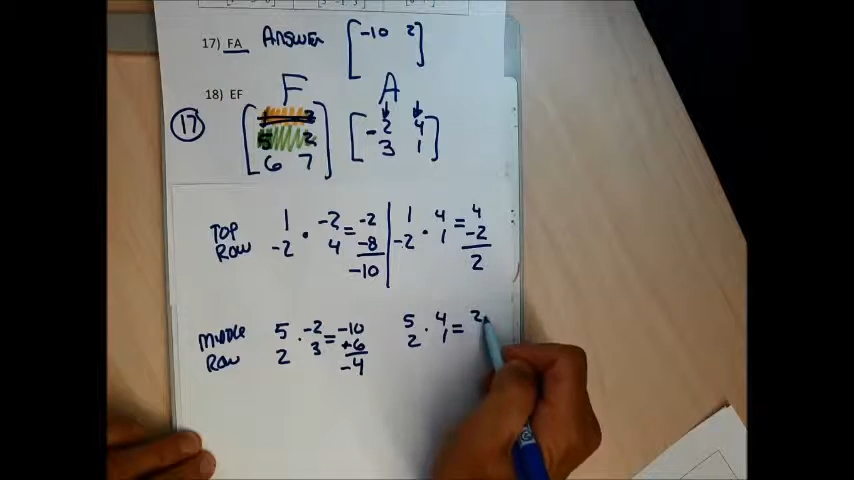 17) FA ANSWER [-10 2]
18) EF F A
17 [5 2 6 7] [-2 4 3 1]
TOP ROW 1 -2 · -2 4 = -2 -8 -10 | 1 -2 · 4 1 = 4 -2 2
MIDDLE ROW 5 2 · -2 3 = -10 +6 -4 5 2 · 4 1 = 2